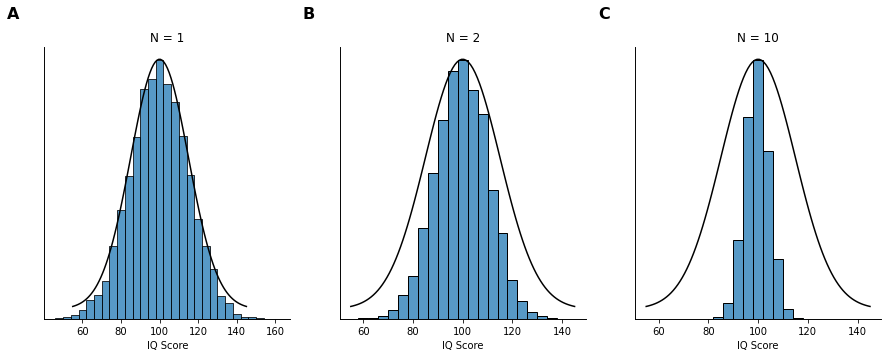 A
B
C
N = 1
N = 2
N = 10
60 80 100 120 140 160
60 80 100 120 140
60 80 100 120 140
IQ Score
IQ Score
IQ Score